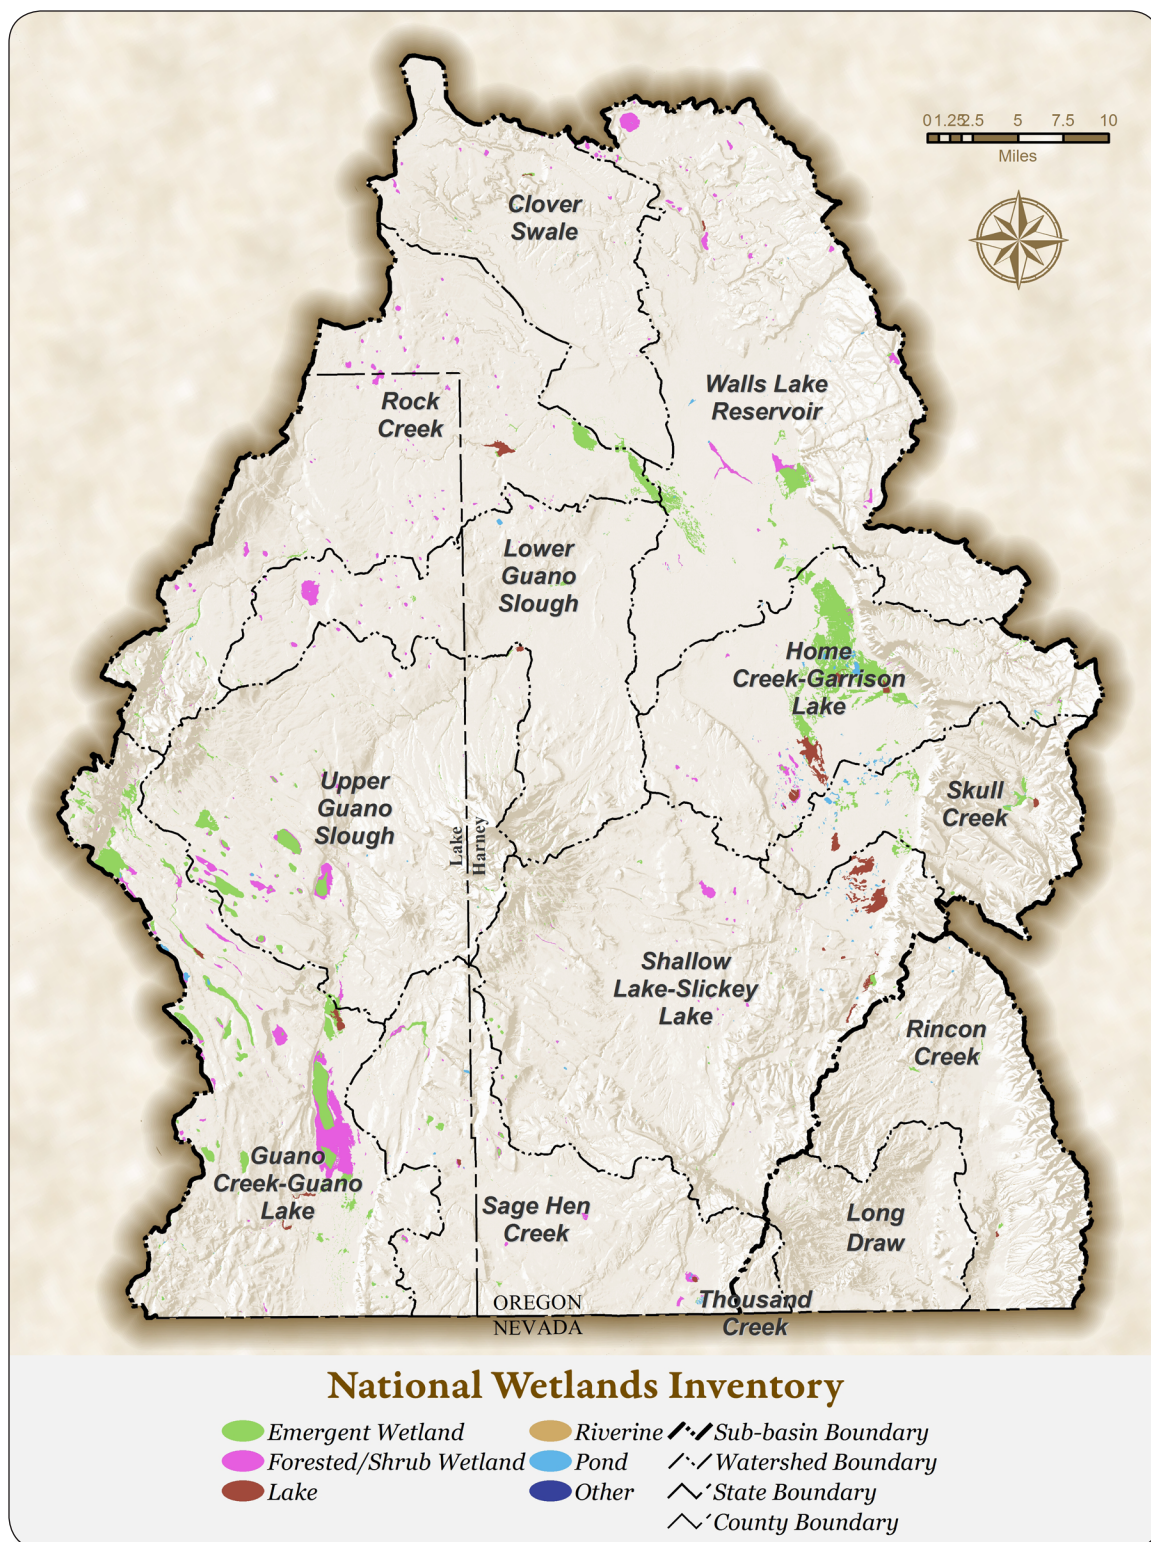 0 1.25 2.5 5 7.5 10
Miles
Clover
Swale
Walls Lake
Reservoir
Rock
Creek
Lower
Guano
Slough
Home
Creek-Garrison
Lake
Upper
Guano
Slough
Skull
Creek
Lake
Harney
Shallow
Lake-Slickey
Lake
Rincon
Creek
Guano
Creek-Guano
Lake
Sage Hen
Creek
Long
Draw
Thousand
Creek
OREGON
NEVADA
National Wetlands Inventory
Emergent Wetland
Forested/Shrub Wetland
Lake
Riverine
Pond
Other
Sub-basin Boundary
Watershed Boundary
State Boundary
County Boundary